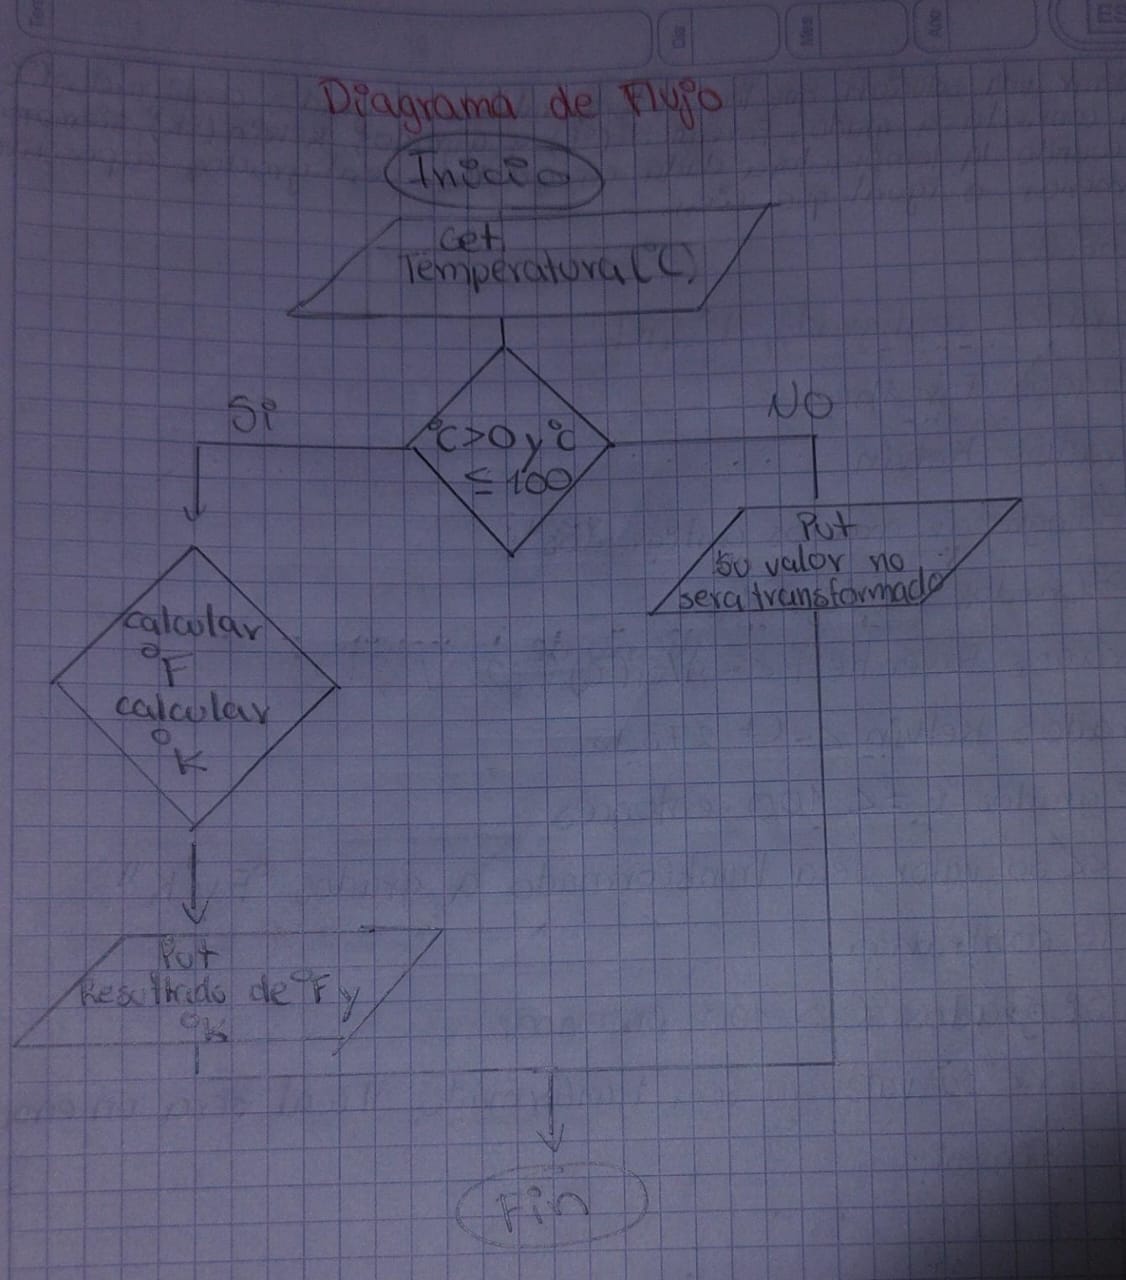 Dia
Mes
Año
Diagrama de Flujo
Inicio
Get
Temperatura (°C)
Si
NO
°C>0 y °C
≤ 100
Put
Su valor no
sera transformado
calcular
°F
calcular
°K
Put
Resultado de °F y
°K
Fin